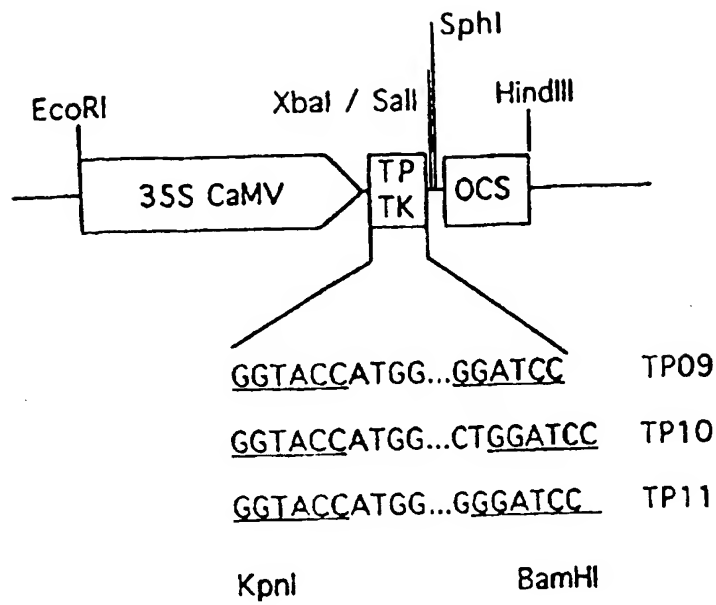 SphI
XbaI / SalI
HindIII
EcoRI
35S CaMV
TP
TK
OCS
GGTACCATGG...GGATCC TP09
GGTACCATGG...CTGGATCC TP10
GGTACCATGG...GGGATCC TP11
KpnI BamHI